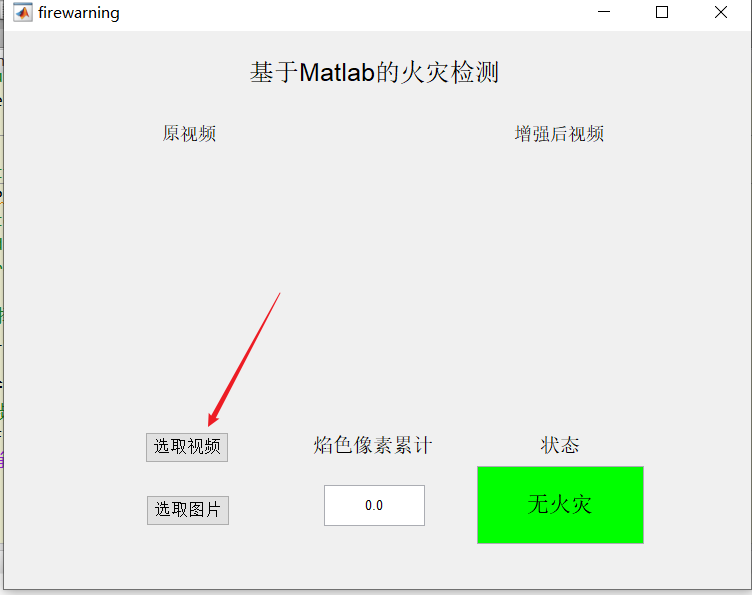 firewarning
基于Matlab的火灾检测
原视频
增强后视频
选取视频
焰色像素累计
状态
选取图片
0.0
无火灾